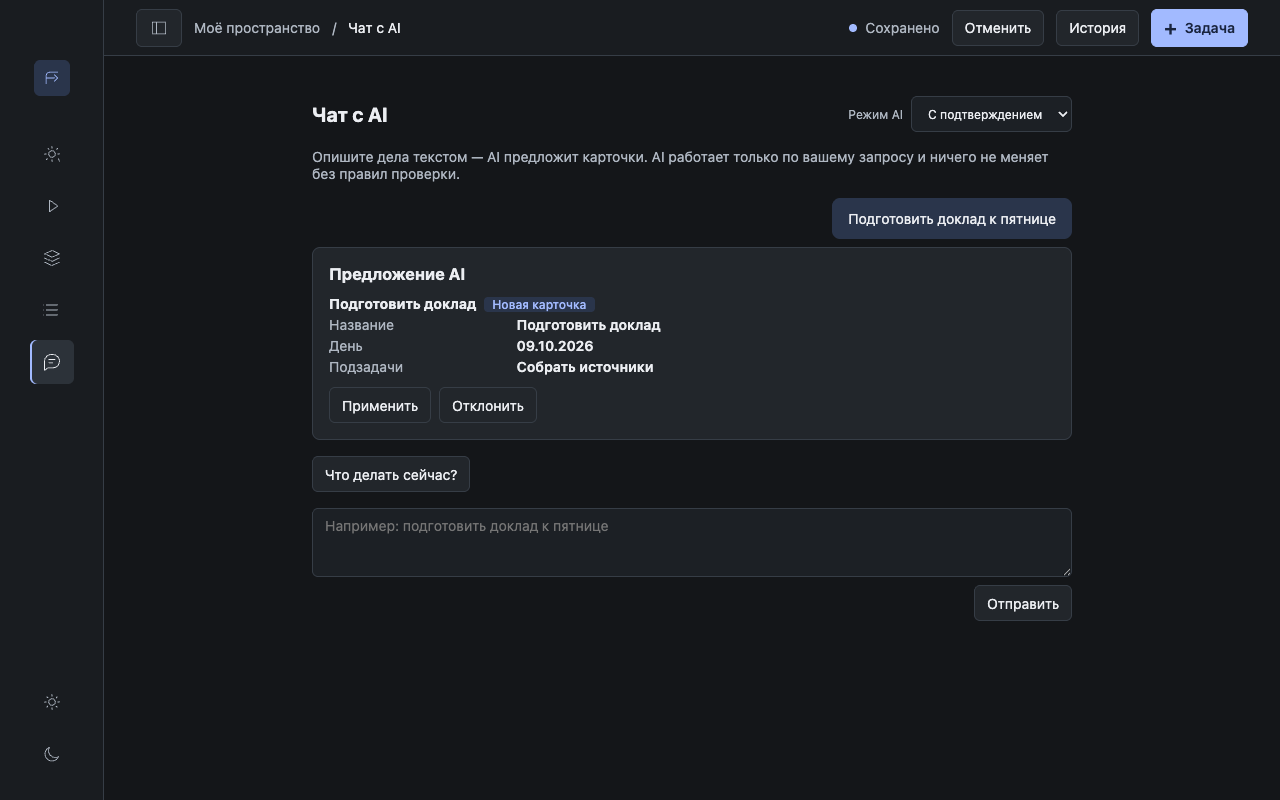 Моё пространство / Чат с AI
Сохранено
Отменить
История
+ Задача
Чат с AI
Режим AI
С подтверждением
Опишите дела текстом — AI предложит карточки. AI работает только по вашему запросу и ничего не меняет
без правил проверки.
Подготовить доклад к пятнице
Предложение AI
Подготовить доклад Новая карточка
Название Подготовить доклад
День 09.10.2026
Подзадачи Собрать источники
Применить
Отклонить
Что делать сейчас?
Например: подготовить доклад к пятнице
Отправить